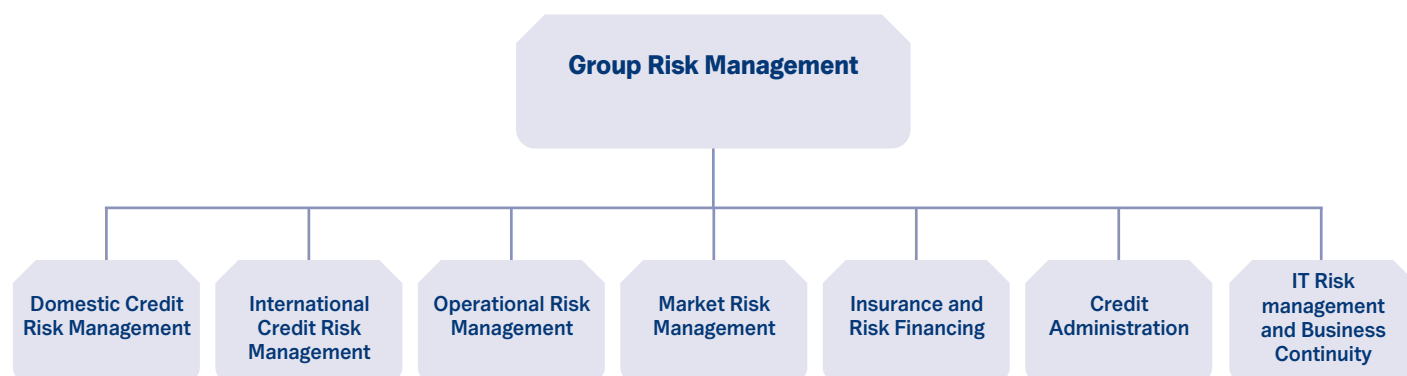 Group Risk Management
Domestic Credit
Risk Management
International
Credit Risk
Management
Operational Risk
Management
Market Risk
Management
Insurance and
Risk Financing
Credit
Administration
IT Risk
management
and Business
Continuity